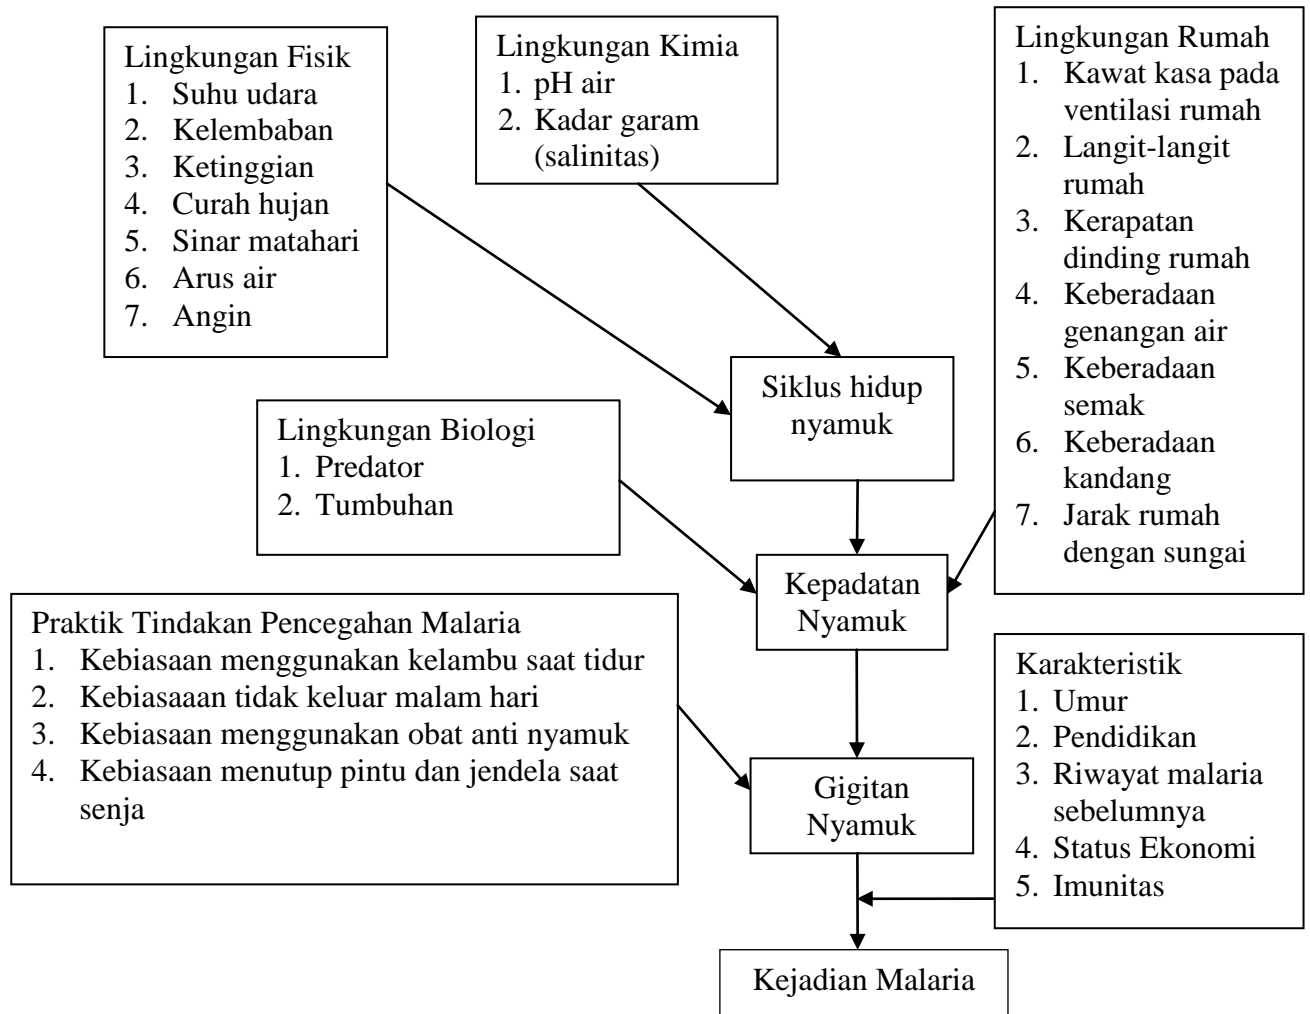 Lingkungan Fisik
1. Suhu udara
2. Kelembaban
3. Ketinggian
4. Curah hujan
5. Sinar matahari
6. Arus air
7. Angin
Lingkungan Kimia
1. pH air
2. Kadar garam
(salinitas)
Lingkungan Rumah
1. Kawat kasa pada
ventilasi rumah
2. Langit-langit
rumah
3. Kerapatan
dinding rumah
4. Keberadaan
genangan air
5. Keberadaan
semak
6. Keberadaan
kandang
7. Jarak rumah
dengan sungai
Siklus hidup
nyamuk
Lingkungan Biologi
1. Predator
2. Tumbuhan
Kepadatan
Nyamuk
Praktik Tindakan Pencegahan Malaria
1. Kebiasaan menggunakan kelambu saat tidur
2. Kebiasaaan tidak keluar malam hari
3. Kebiasaan menggunakan obat anti nyamuk
4. Kebiasaan menutup pintu dan jendela saat
senja
Karakteristik
1. Umur
2. Pendidikan
3. Riwayat malaria
sebelumnya
4. Status Ekonomi
5. Imunitas
Gigitan
Nyamuk
Kejadian Malaria